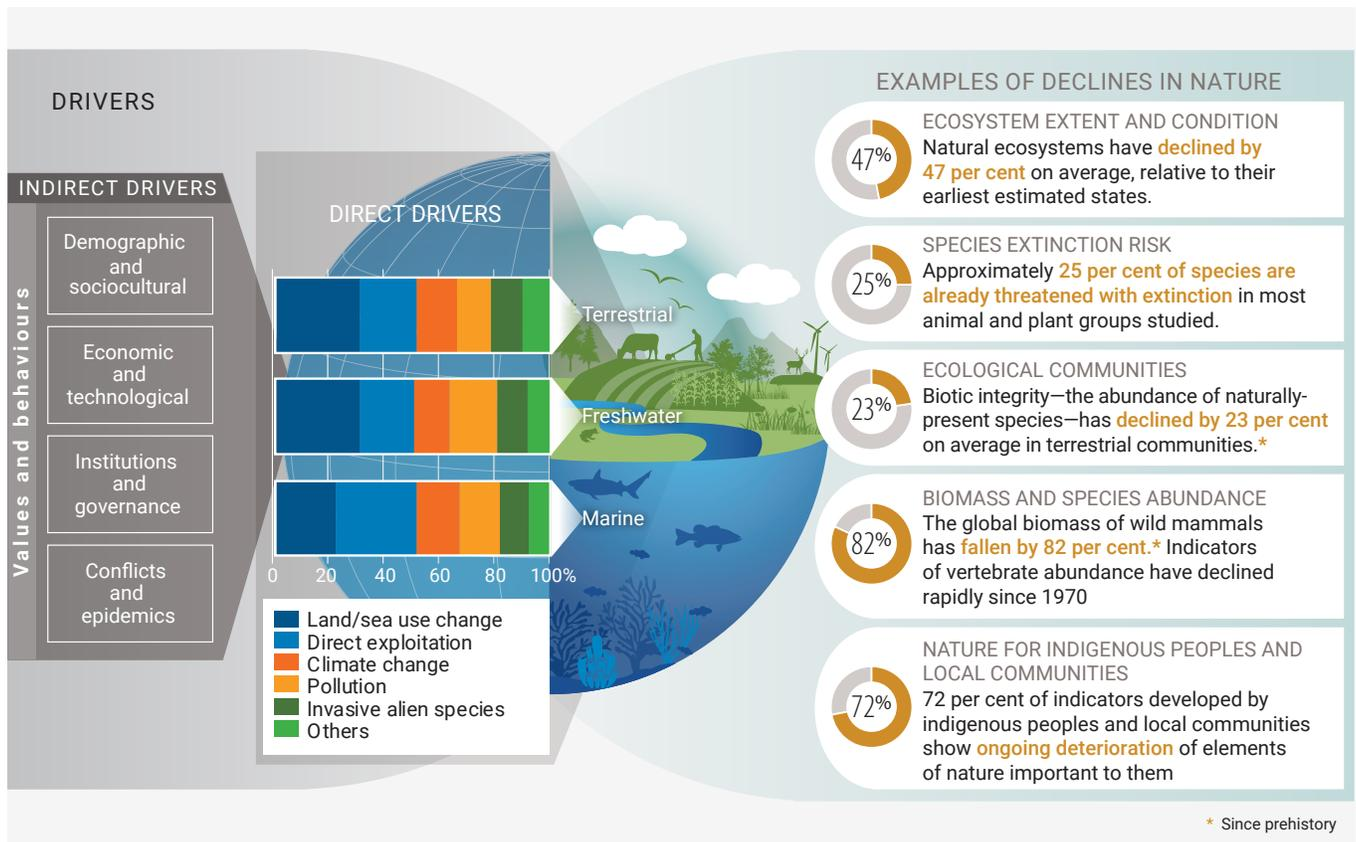 DRIVERS
INDIRECT DRIVERS
Values and behaviours
Demographic
and
sociocultural
Economic
and
technological
Institutions
and
governance
Conflicts
and
epidemics
DIRECT DRIVERS
Terrestrial
Freshwater
Marine
0 20 40 60 80 100%
Land/sea use change
Direct exploitation
Climate change
Pollution
Invasive alien species
Others
EXAMPLES OF DECLINES IN NATURE
47%
ECOSYSTEM EXTENT AND CONDITION
Natural ecosystems have declined by
47 per cent on average, relative to their
earliest estimated states.
25%
SPECIES EXTINCTION RISK
Approximately 25 per cent of species are
already threatened with extinction in most
animal and plant groups studied.
23%
ECOLOGICAL COMMUNITIES
Biotic integrity—the abundance of naturally-
present species—has declined by 23 per cent
on average in terrestrial communities.*
82%
BIOMASS AND SPECIES ABUNDANCE
The global biomass of wild mammals
has fallen by 82 per cent.* Indicators
of vertebrate abundance have declined
rapidly since 1970
72%
NATURE FOR INDIGENOUS PEOPLES AND
LOCAL COMMUNITIES
72 per cent of indicators developed by
indigenous peoples and local communities
show ongoing deterioration of elements
of nature important to them
* Since prehistory